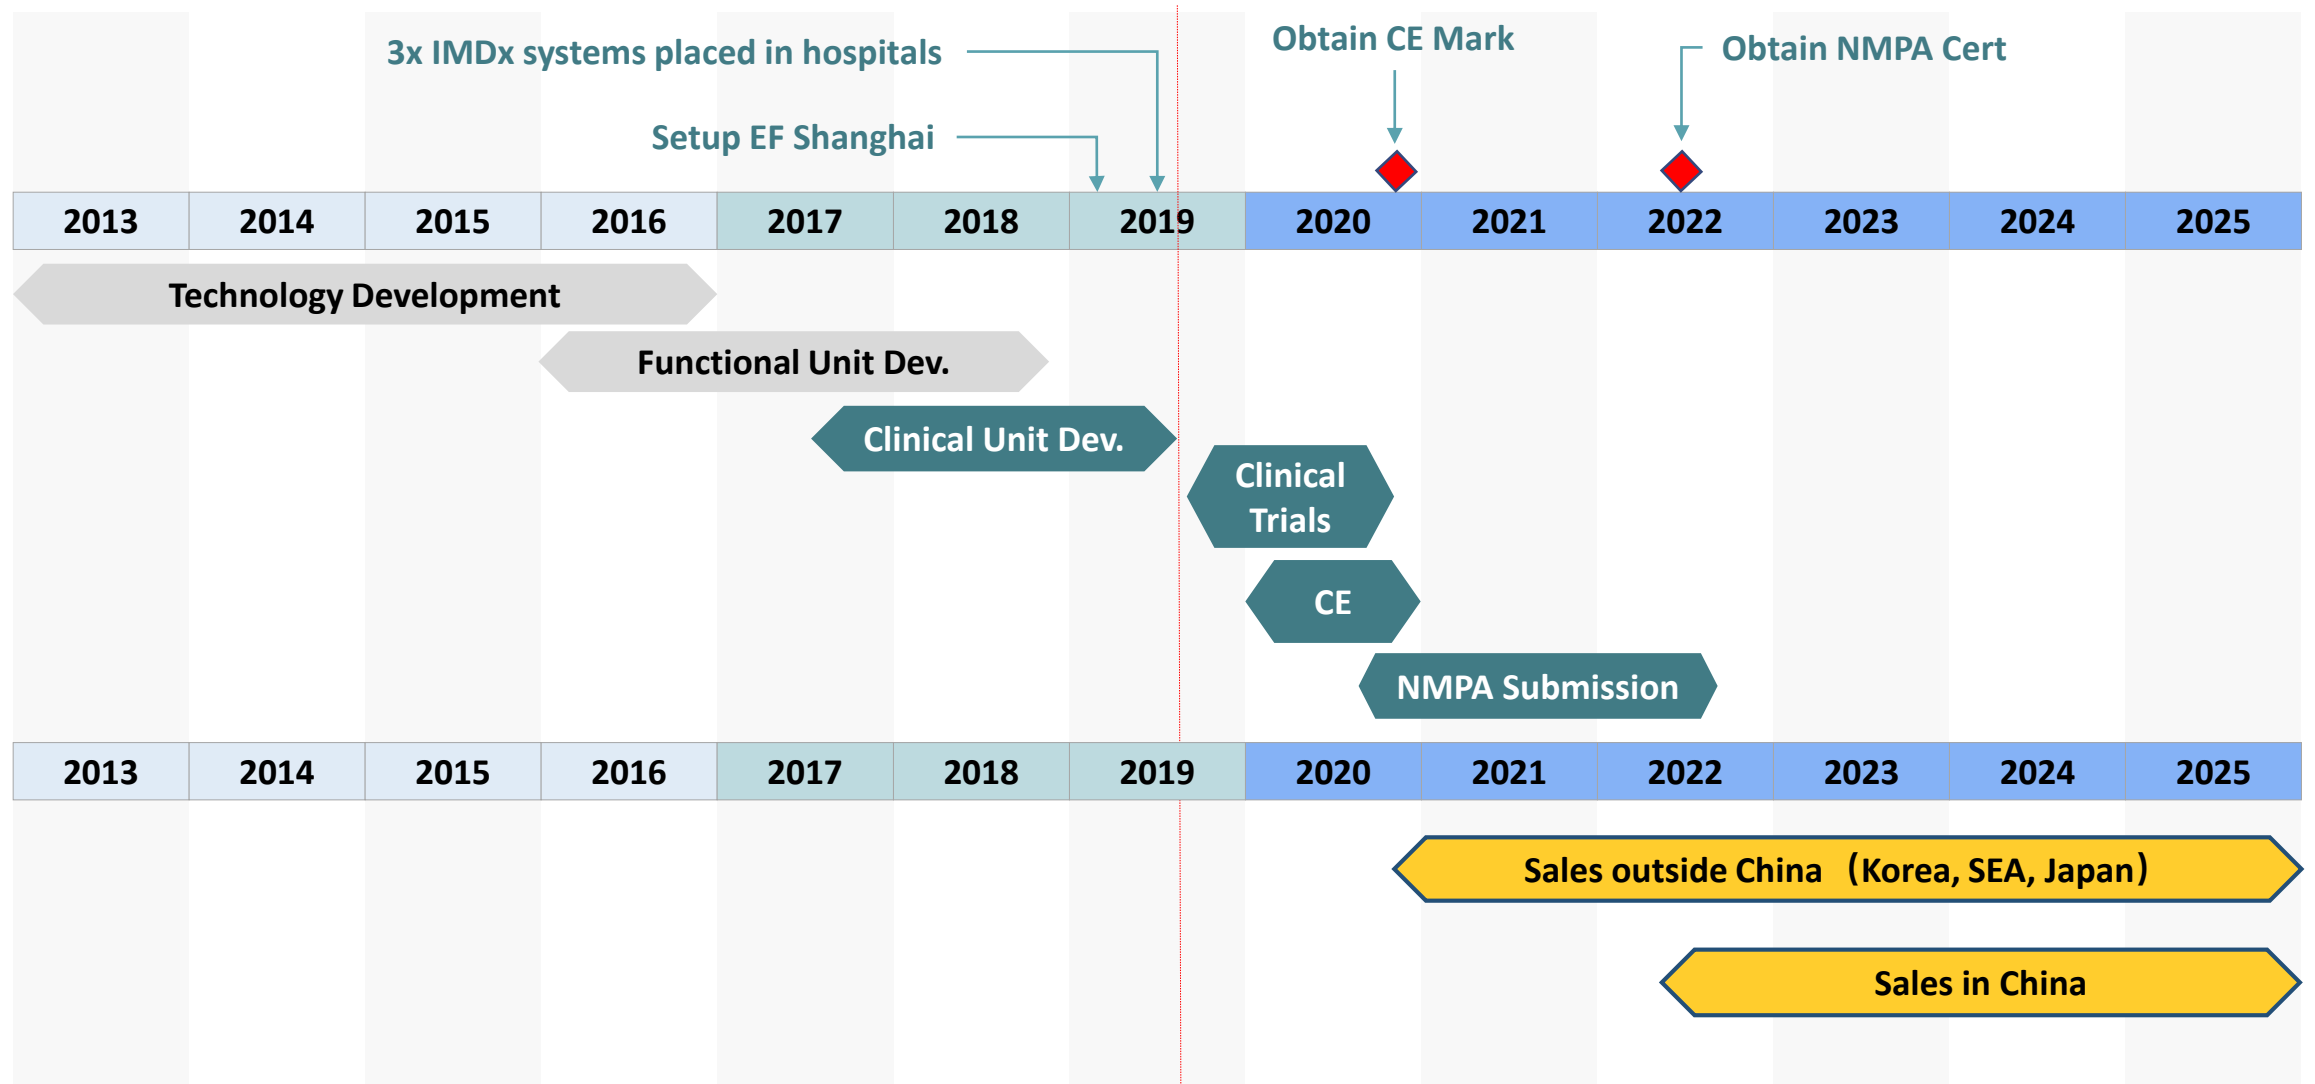 3x IMDx systems placed in hospitals
Obtain CE Mark
Obtain NMPA Cert
Setup EF Shanghai
2013 2014 2015 2016 2017 2018 2019 2020 2021 2022 2023 2024 2025
Technology Development
Functional Unit Dev.
Clinical Unit Dev.
Clinical
Trials
CE
NMPA Submission
2013 2014 2015 2016 2017 2018 2019 2020 2021 2022 2023 2024 2025
Sales outside China（Korea, SEA, Japan）
Sales in China